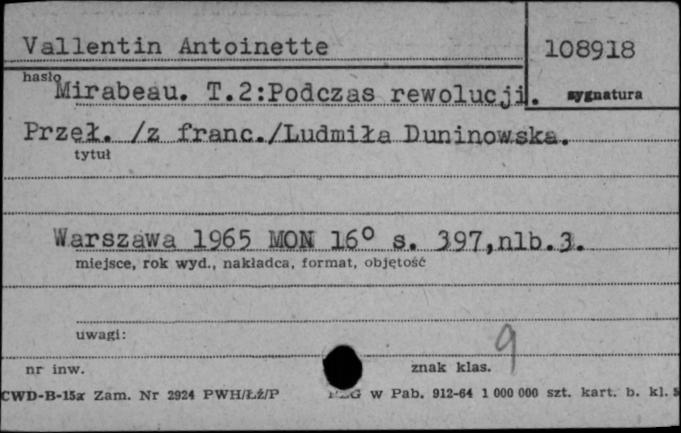 Vallentin Antoinette
108918
hasło
Mirabeau. T.2:Podczas rewolucji.
sygnatura
Przeł. /z franc./Ludmiła Duninowska.
tytuł
Warszawa 1965 MON 16° s. 397,nlb.3.
miejsce, rok wyd., nakładca, format, objętość
uwagi:
9
nr inw.
znak klas.
CWD-B-15a Zam. Nr 2924 PWH/Łź/P
W Pab. 912-64 1 000 000 szt. kart. b. kl.